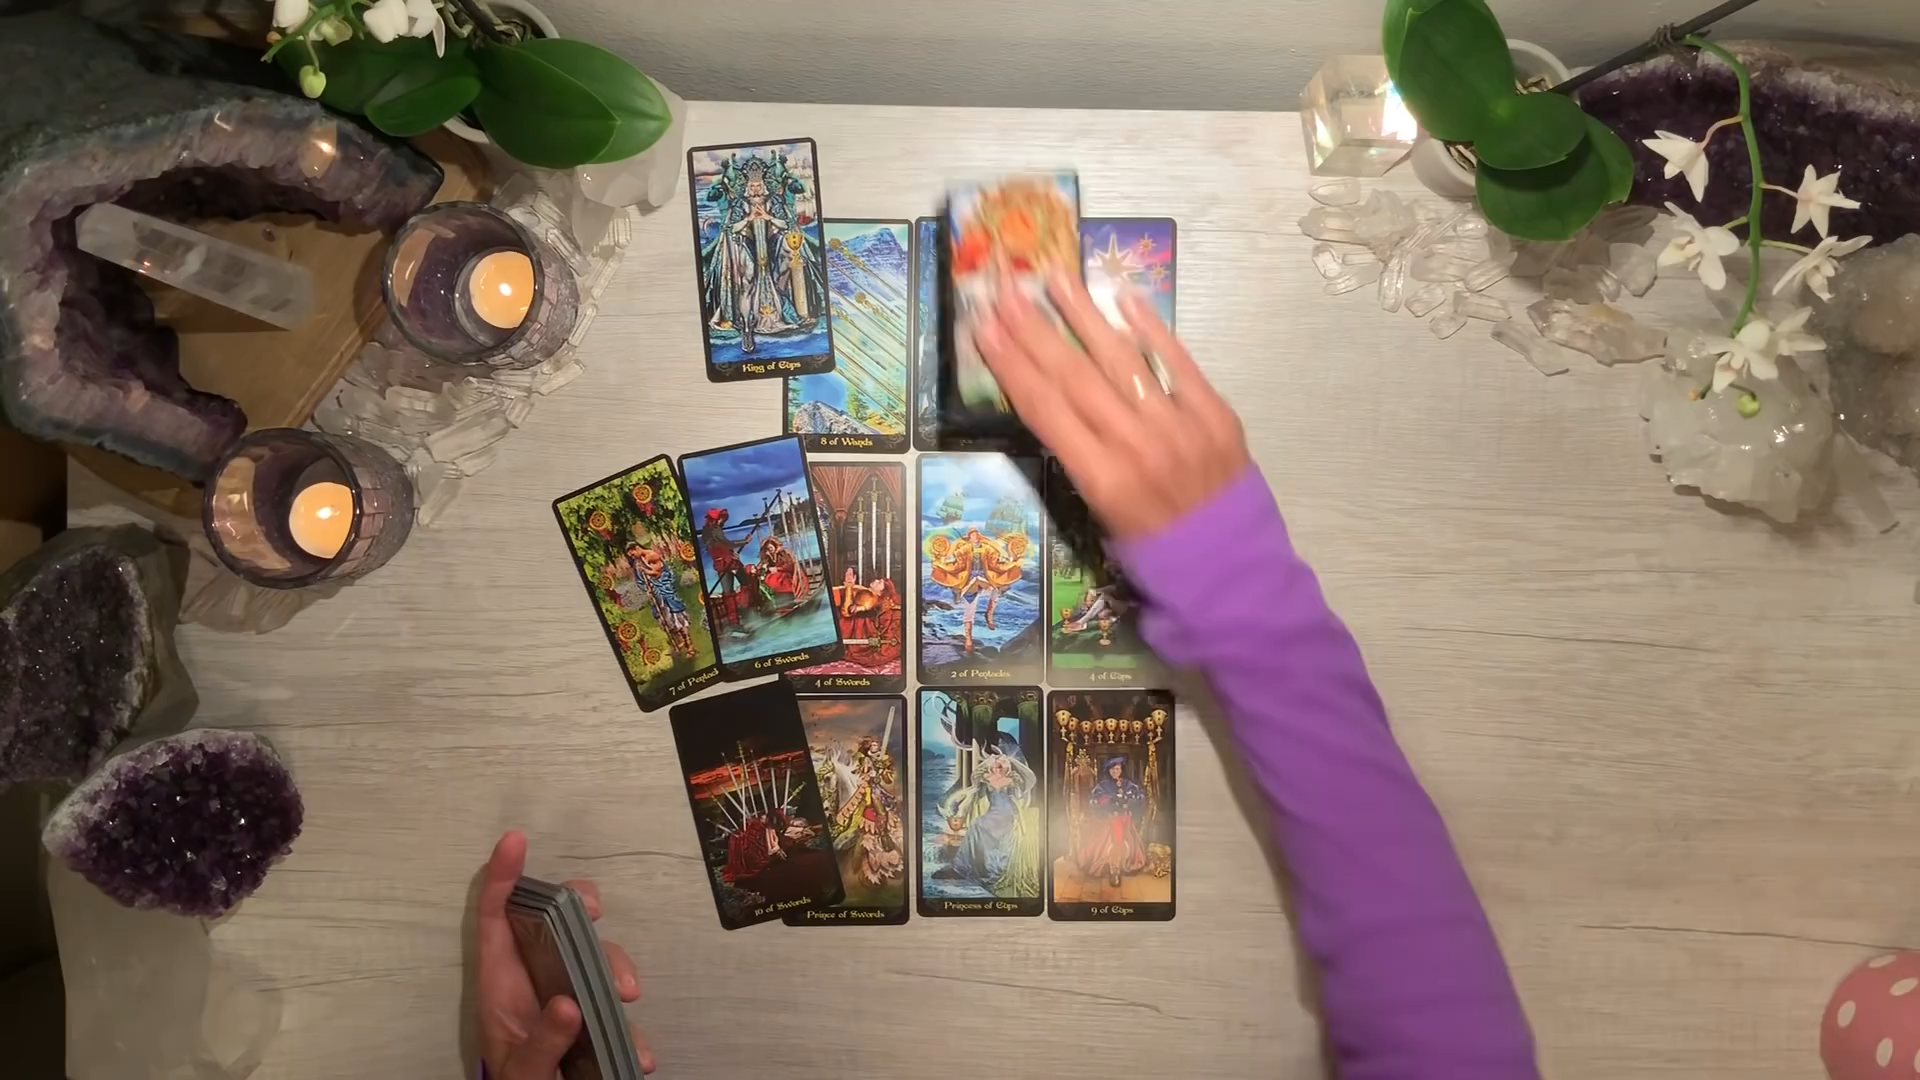 King of Cups
8 of Wands
7 of Pentacl
6 of Swords
4 of Swords
2 of Pentacles
4 of Cups
10 of Swords
Prince of Swords
Princess of Cups
9 of Cups